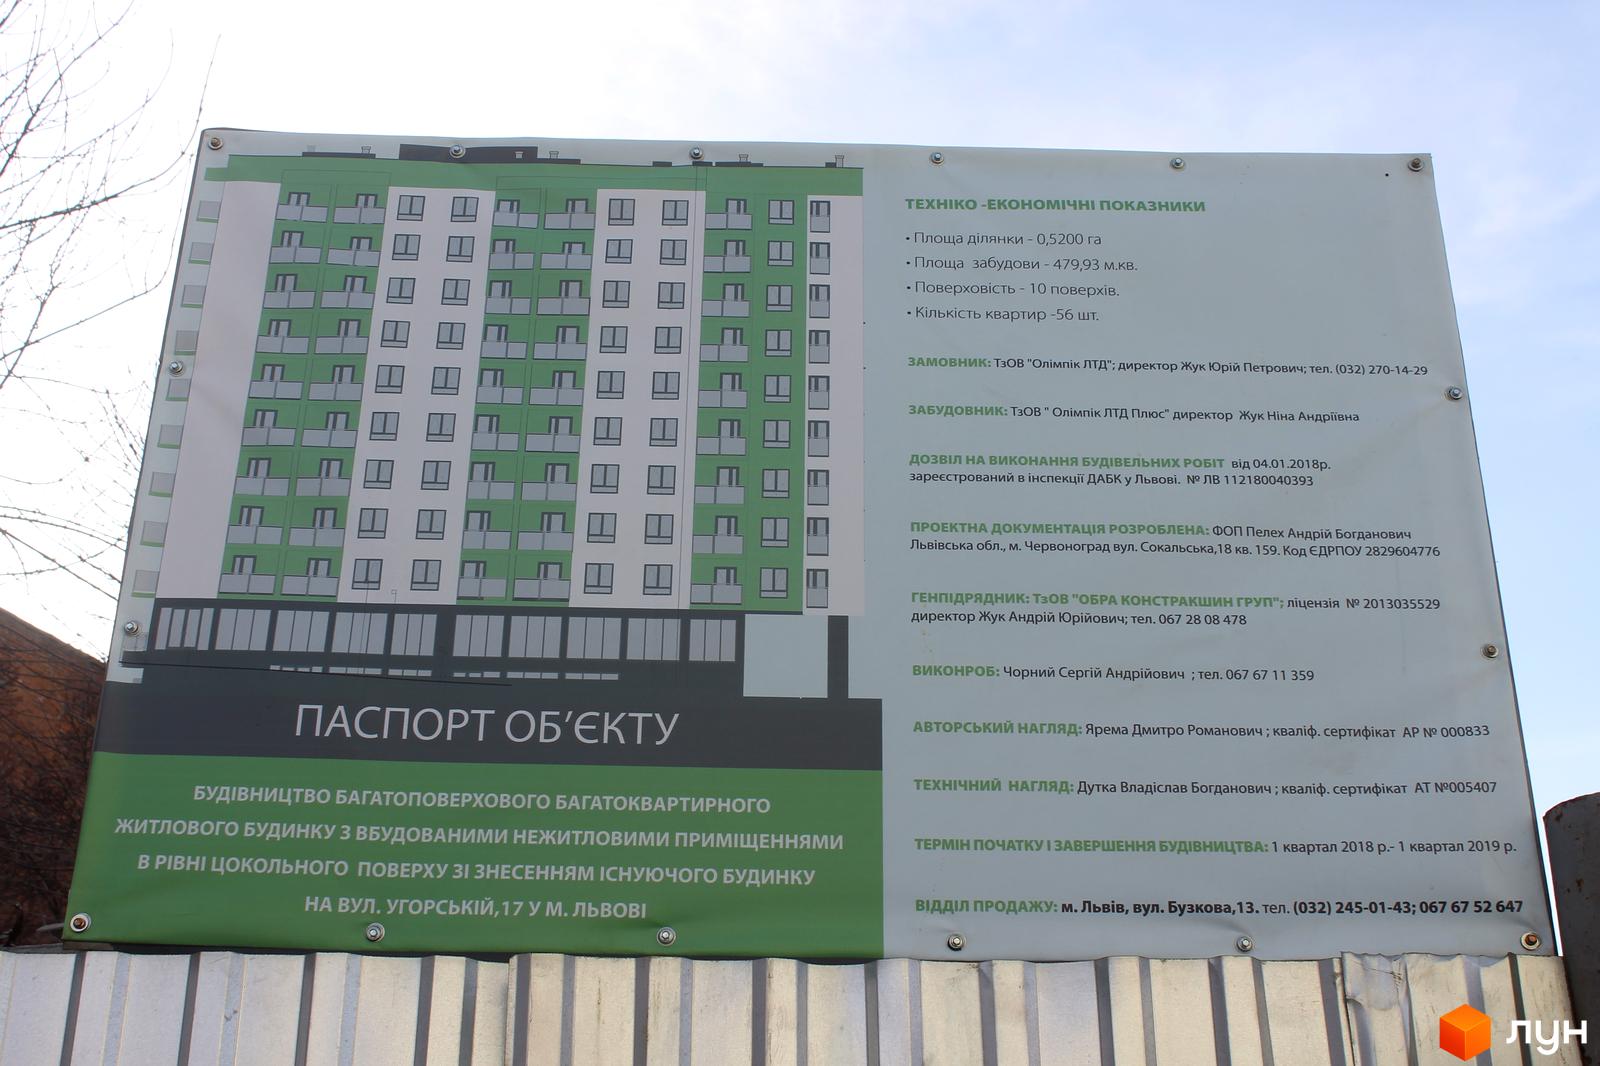 ПАСПОРТ ОБ’ЄКТУ
БУДІВНИЦТВО БАГАТОПОВЕРХОВОГО БАГАТОКВАРТИРНОГО
ЖИТЛОВОГО БУДИНКУ З ВБУДОВАНИМИ НЕЖИТЛОВИМИ ПРИМІЩЕННЯМИ
В РІВНІ ЦОКОЛЬНОГО ПОВЕРХУ ЗІ ЗНЕСЕННЯМ ІСНУЮЧОГО БУДИНКУ
НА ВУЛ. УГОРСЬКІЙ,17 У М. ЛЬВОВІ
ТЕХНІКО -ЕКОНОМІЧНІ ПОКАЗНИКИ
• Площа ділянки - 0,5200 га
• Площа забудови - 479,93 м.кв.
• Поверховість - 10 поверхів.
• Кількість квартир -56 шт.
ЗАМОВНИК: ТзОВ "Олімпік ЛТД"; директор Жук Юрій Петрович; тел. (032) 270-14-29
ЗАБУДОВНИК: ТзОВ " Олімпік ЛТД Плюс" директор Жук Ніна Андріївна
ДОЗВІЛ НА ВИКОНАННЯ БУДІВЕЛЬНИХ РОБІТ від 04.01.2018р.
зареєстрований в інспекції ДАБК у Львові. № ЛВ 112180040393
ПРОЕКТНА ДОКУМЕНТАЦІЯ РОЗРОБЛЕНА: ФОП Пелех Андрій Богданович
Львівська обл., м. Червоноград вул. Сокальська,18 кв. 159. Код ЄДРПОУ 2829604776
ГЕНПІДРЯДНИК: ТзОВ "ОБРА КОНСТРАКШИН ГРУП"; ліцензія № 2013035529
директор Жук Андрій Юрійович; тел. 067 28 08 478
ВИКОНРОБ: Чорний Сергій Андрійович ; тел. 067 67 11 359
АВТОРСЬКИЙ НАГЛЯД: Ярема Дмитро Романович ; кваліф. сертифікат АР № 000833
ТЕХНІЧНИЙ НАГЛЯД: Дутка Владіслав Богданович ; кваліф. сертифікат АТ №005407
ТЕРМІН ПОЧАТКУ І ЗАВЕРШЕННЯ БУДІВНИЦТВА: 1 квартал 2018 р.- 1 квартал 2019 р.
ВІДДІЛ ПРОДАЖУ: м. Львів, вул. Бузкова,13. тел. (032) 245-01-43; 067 67 52 647
лун